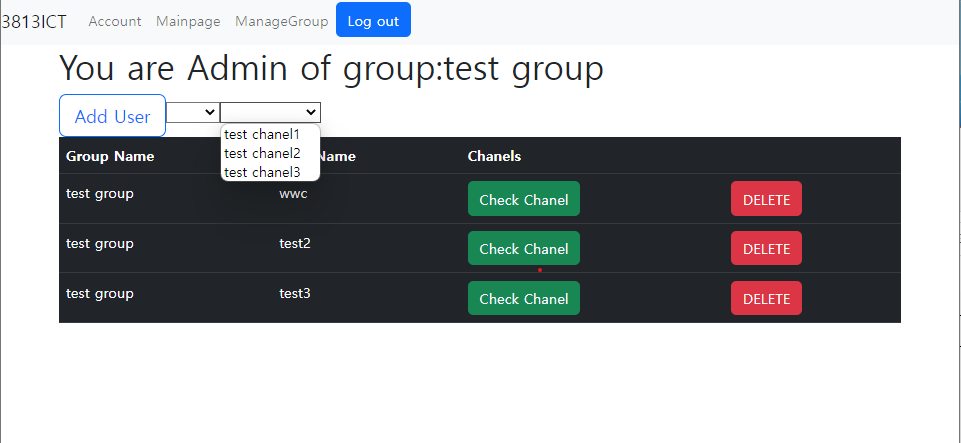 3813ICT Account Mainpage ManageGroup Log out
You are Admin of group:test group
Add User
test chanel1
test chanel2
test chanel3
Group Name Name Chanels
test group wwc Check Chanel DELETE
test group test2 Check Chanel DELETE
test group test3 Check Chanel DELETE